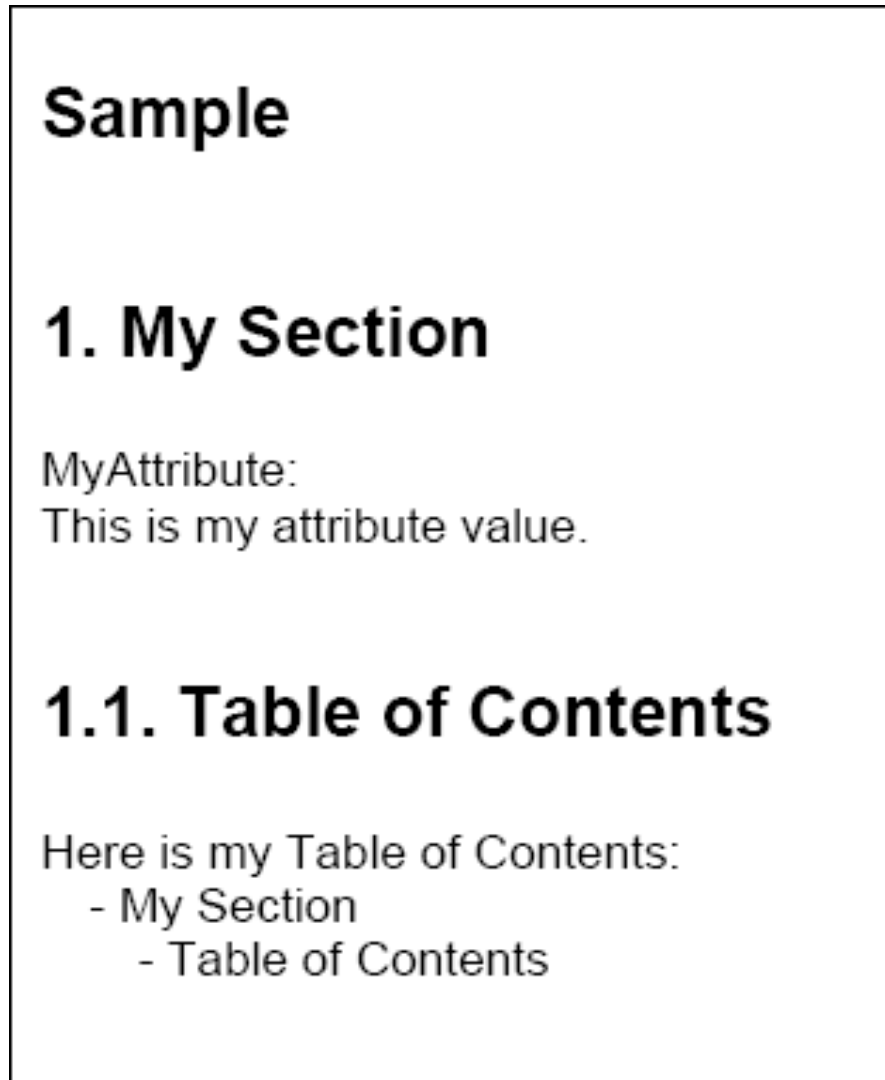 Sample
1. My Section
MyAttribute:
This is my attribute value.
1.1. Table of Contents
Here is my Table of Contents:
- My Section
- Table of Contents